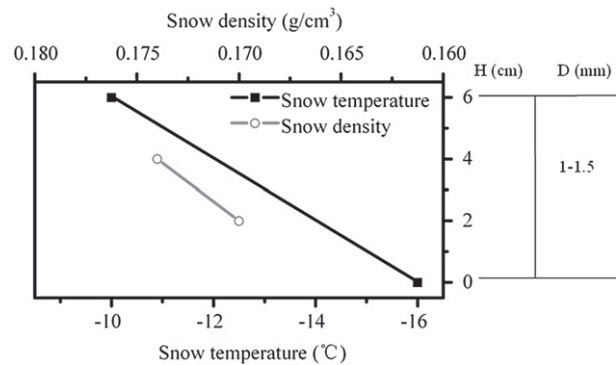 Snow density (g/cm³)
0.180 0.175 0.170 0.165 0.160
H (cm) D (mm)
Snow temperature
Snow density
6
4
2
0
1-1.5
-10 -12 -14 -16
Snow temperature (℃)